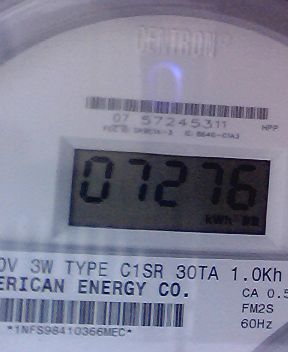 CENTRON®
07 57245311
HPP
07276
kWh
0V 3W TYPE C1SR 30TA 1.0Kh
ERICAN ENERGY CO.
CA 0.5
FM2S
60Hz
*1NFS98410366MEC*